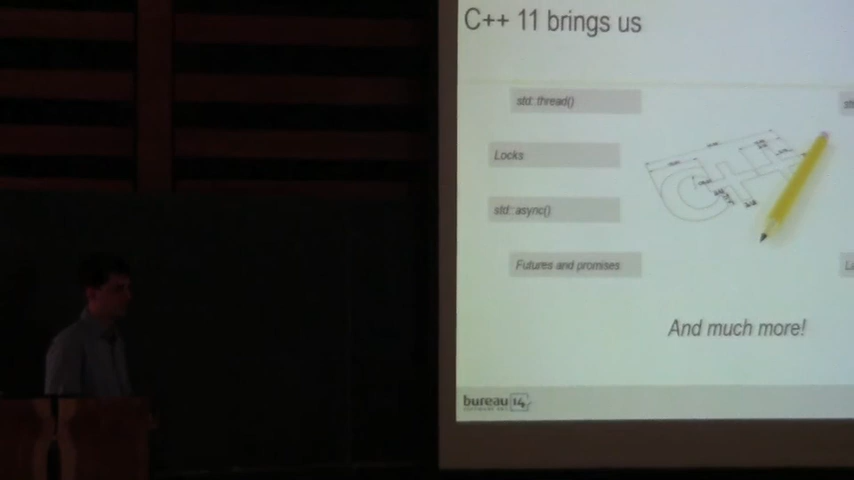 C++ 11 brings us
std::thread()
Locks
std::async()
Futures and promises
And much more!
bureau 14